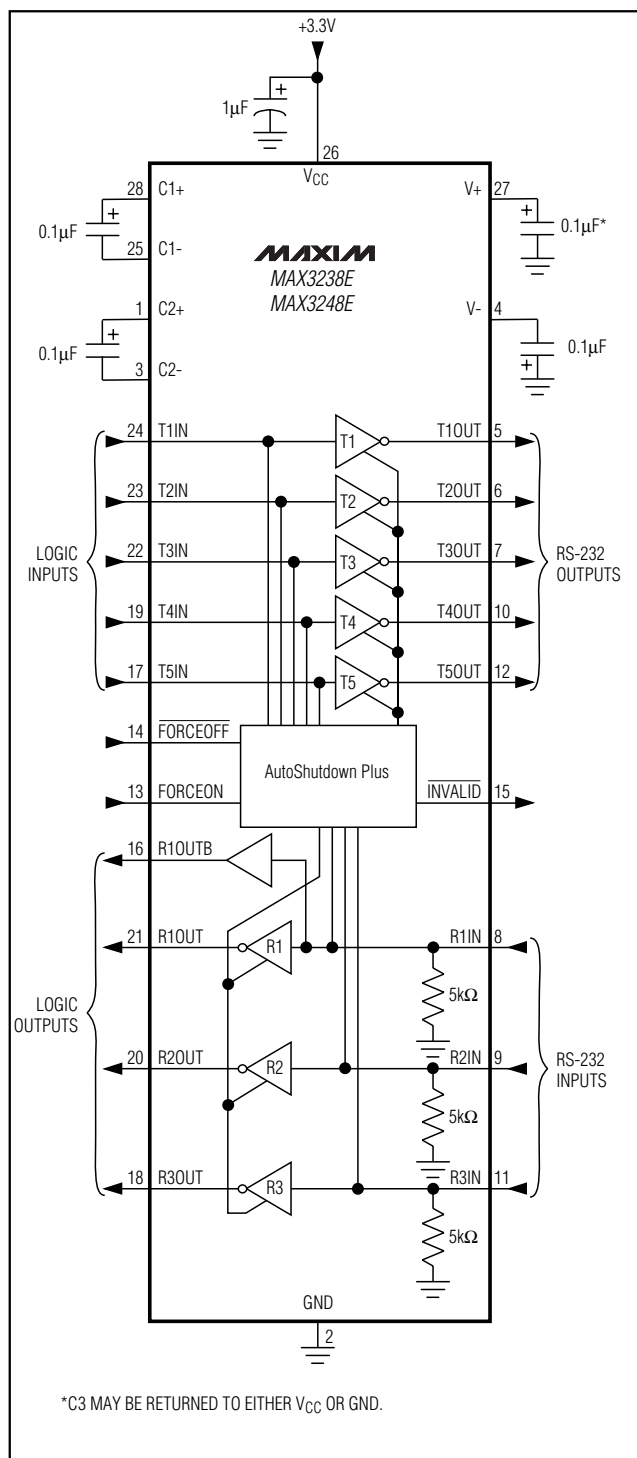 +3.3V
1μF
+
26
VCC
28 C1+
V+ 27
0.1μF
+
25 C1-
+
0.1μF*
MAXIM
MAX3238E
MAX3248E
1 C2+
V- 4
0.1μF
+
3 C2-
+
0.1μF
24 T1IN
T1
T1OUT 5
23 T2IN
T2
T2OUT 6
LOGIC
INPUTS
22 T3IN
T3
T3OUT 7
RS-232
OUTPUTS
19 T4IN
T4
T4OUT 10
17 T5IN
T5
T5OUT 12
14 FORCEOFF
AutoShutdown Plus
13 FORCEON
INVALID 15
16 R1OUTB
21 R1OUT
R1
R1IN 8
5kΩ
LOGIC
OUTPUTS
20 R2OUT
R2
R2IN 9
RS-232
INPUTS
5kΩ
18 R3OUT
R3
R3IN 11
5kΩ
GND
2
*C3 MAY BE RETURNED TO EITHER VCC OR GND.